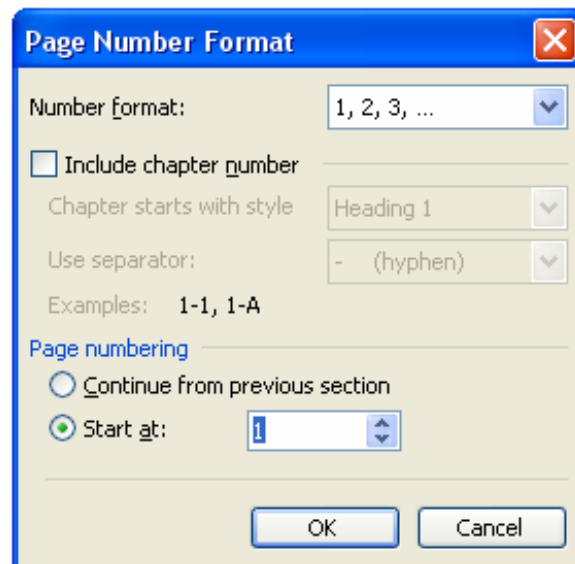 Page Number Format
Number format: 1, 2, 3, ...
Include chapter number
Chapter starts with style Heading 1
Use separator: - (hyphen)
Examples: 1-1, 1-A
Page numbering
Continue from previous section
Start at: 1
OK Cancel